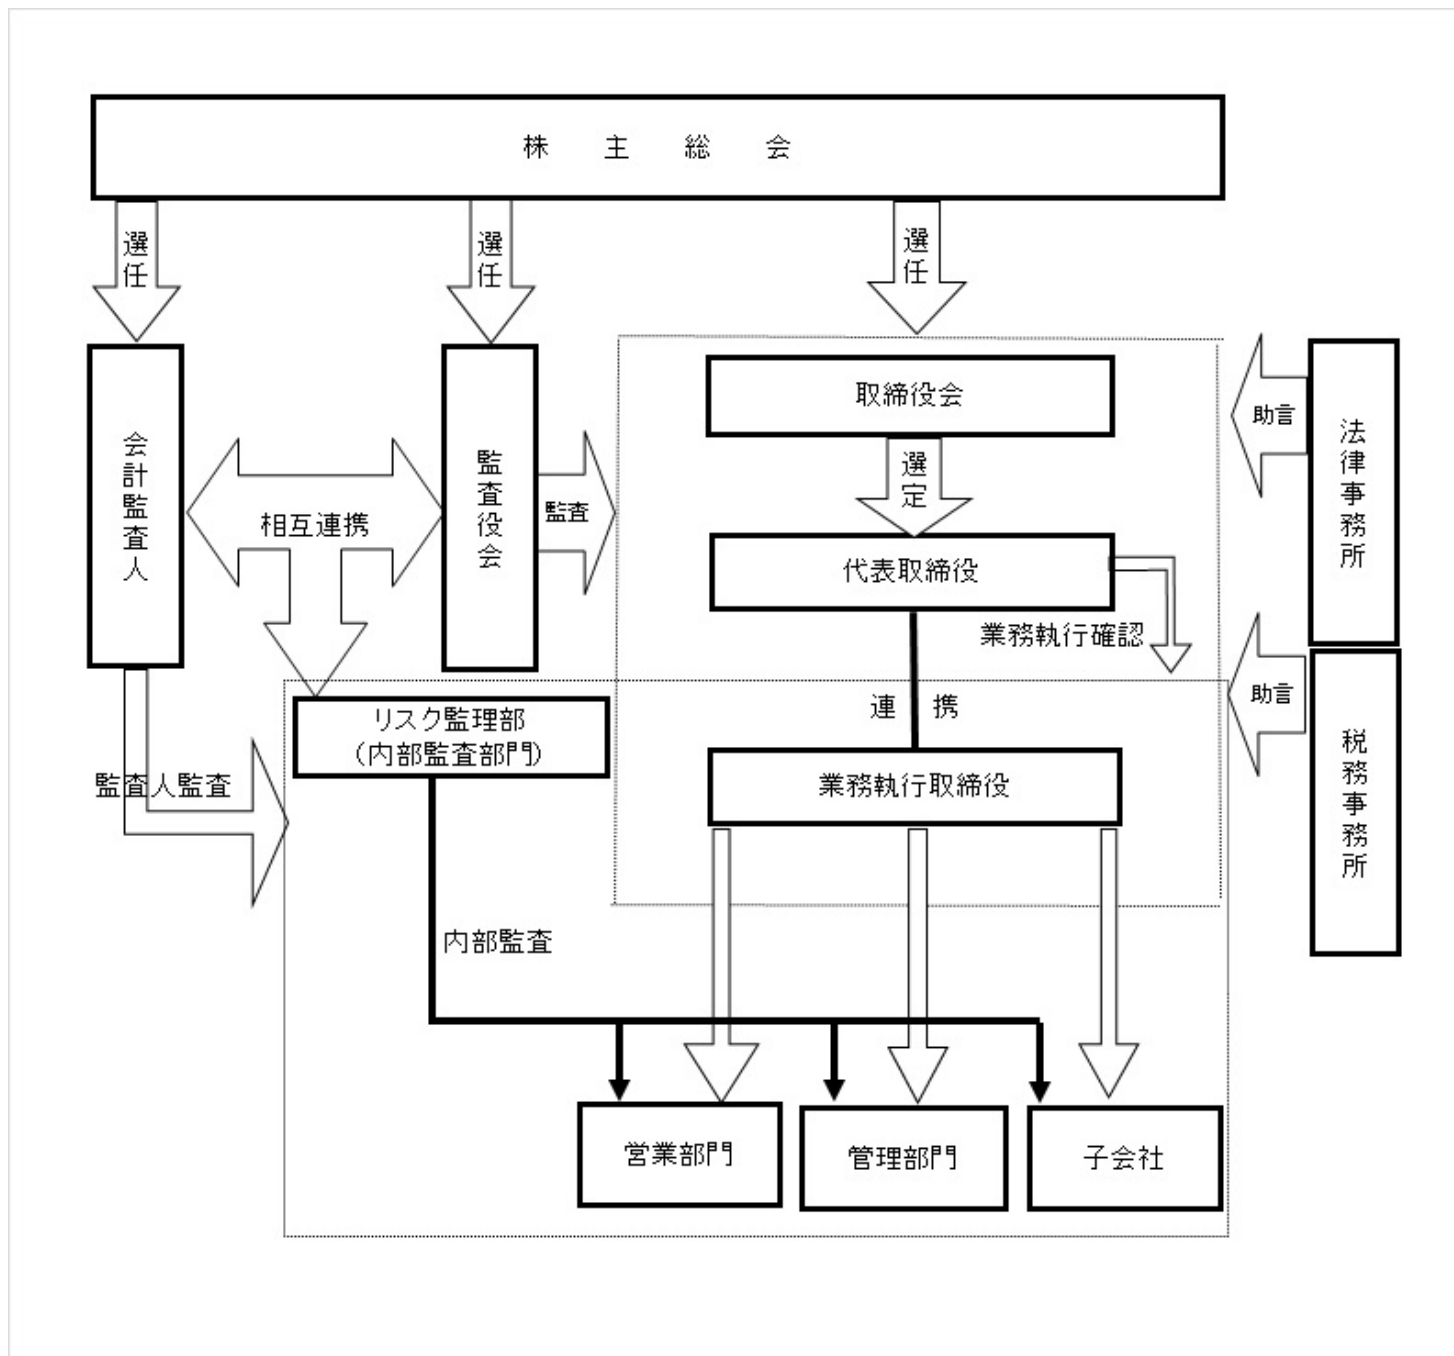 株主総会
選任
選任
選任
会計監査人
監査役会
相互連携
監査
取締役会
選定
代表取締役
業務執行確認
連携
業務執行取締役
助言
法律事務所
助言
税務事務所
リスク監理部
(内部監査部門)
監査人監査
内部監査
営業部門
管理部門
子会社